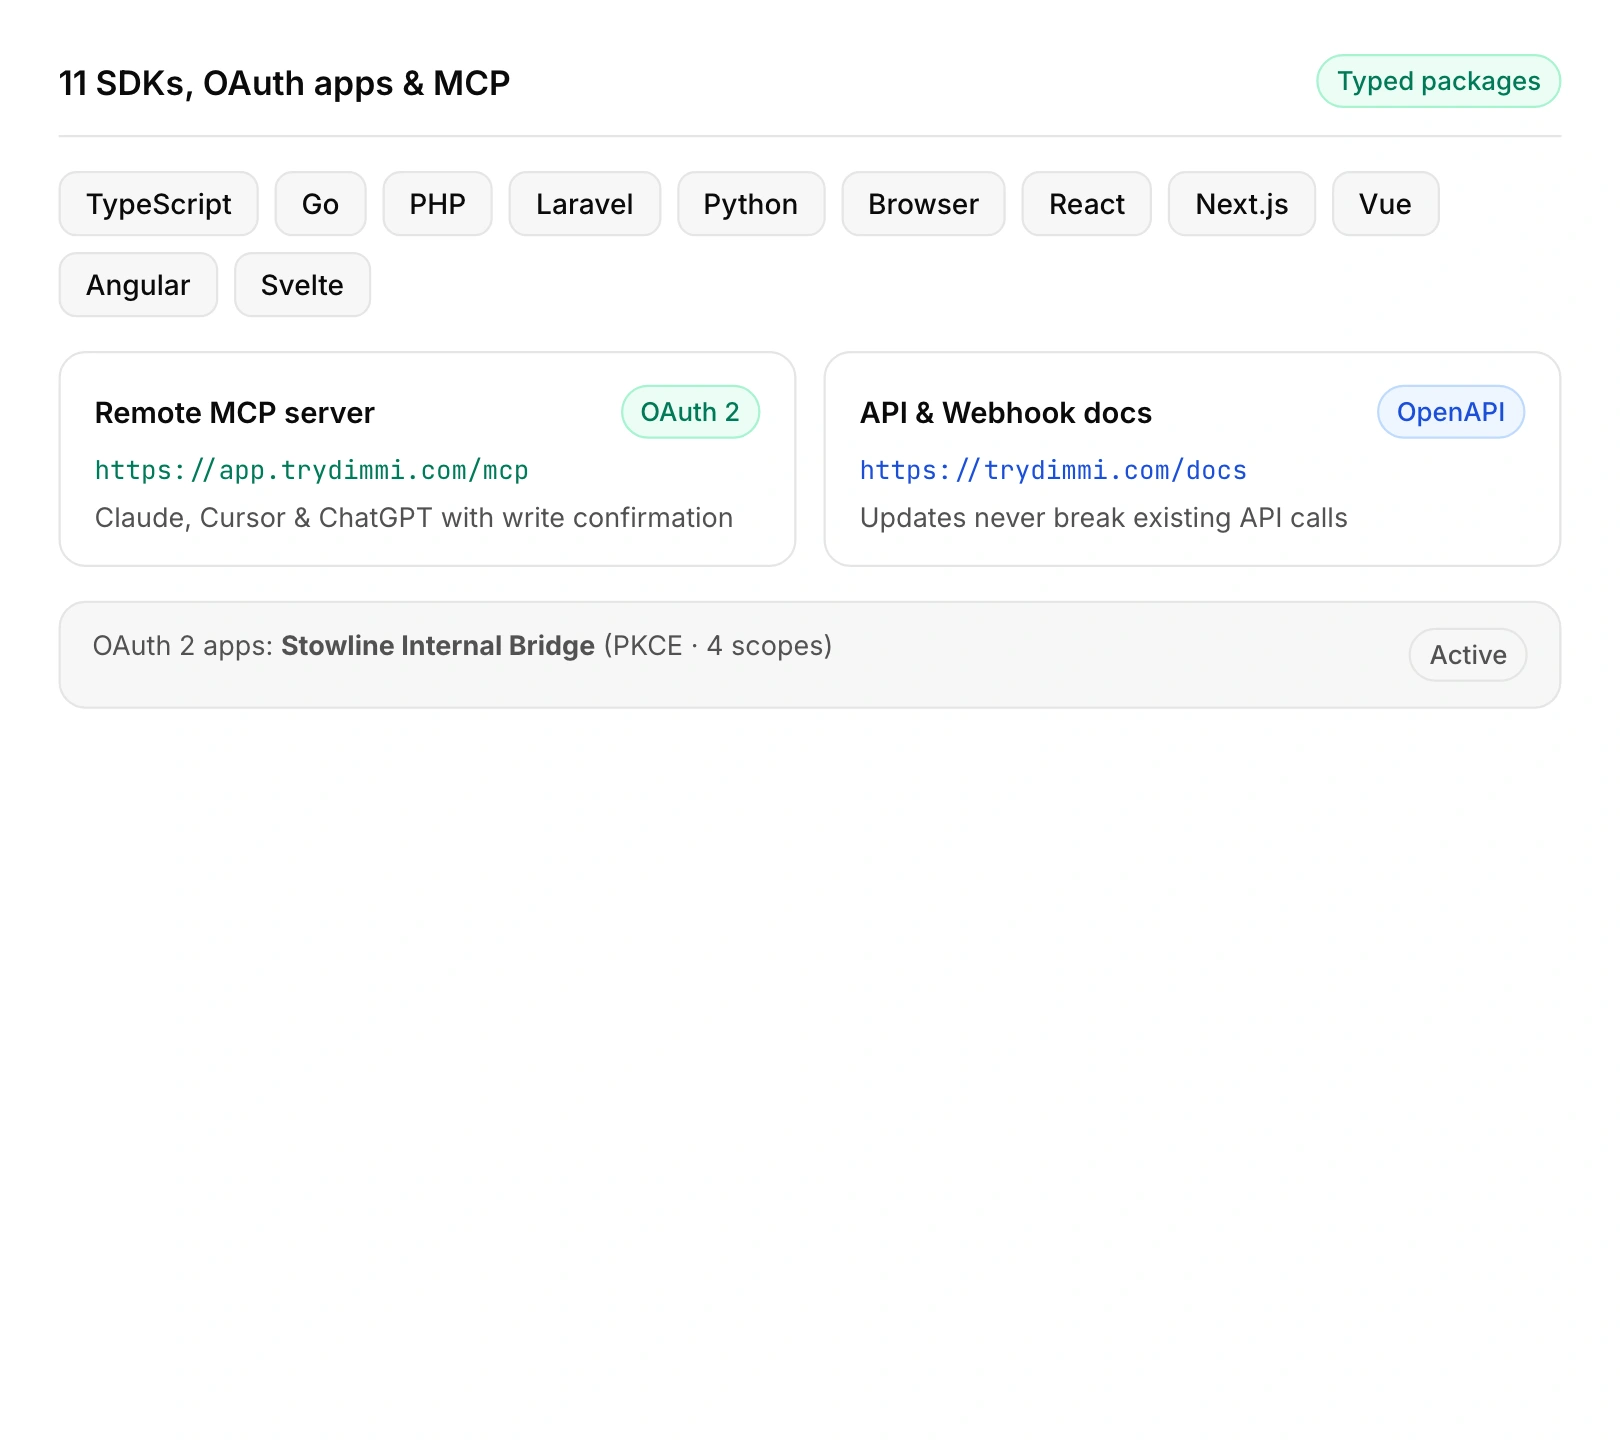 11 SDKs, OAuth apps & MCP
Typed packages
TypeScript Go PHP Laravel Python Browser React Next.js Vue
Angular Svelte
Remote MCP server
OAuth 2
https://app.trydimmi.com/mcp
Claude, Cursor & ChatGPT with write confirmation
API & Webhook docs
OpenAPI
https://trydimmi.com/docs
Updates never break existing API calls
OAuth 2 apps: Stowline Internal Bridge (PKCE · 4 scopes)
Active